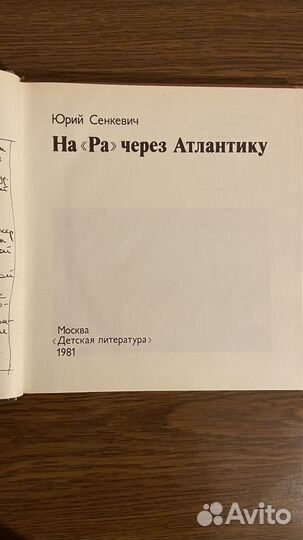 Юрий Сенкевич
На «Ра» через Атлантику
Москва
«Детская литература»
1981
Avito